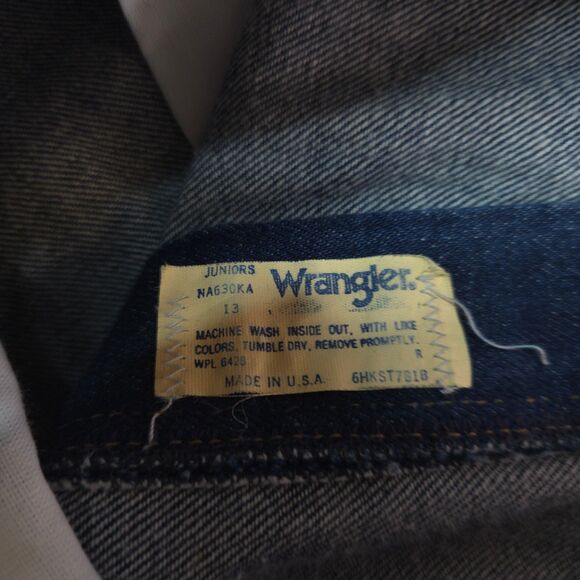 JUNIORS Wrangler®
NA630KA
13
MACHINE WASH INSIDE OUT, WITH LIKE
COLORS, TUMBLE DRY, REMOVE PROMPTLY.
WPL 6428 R
MADE IN U.S.A. 6HKST781B